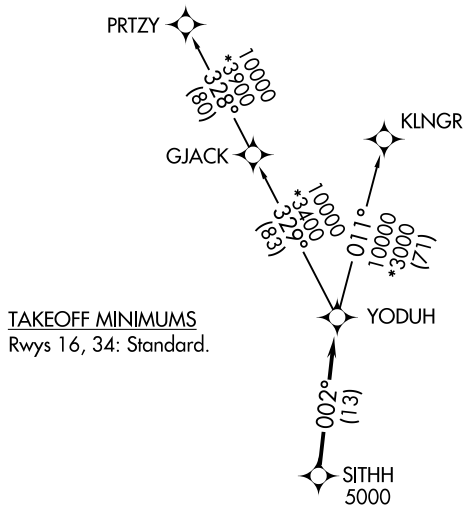 PRTZY
10000
*3900
328°
(80)
KLNGR
GJACK
10000
*3400
329°
(83)
011°
10000
*3000
(71)
YODUH
TAKEOFF MINIMUMS
Rwys 16, 34: Standard.
002°
(13)
SITHH
5000